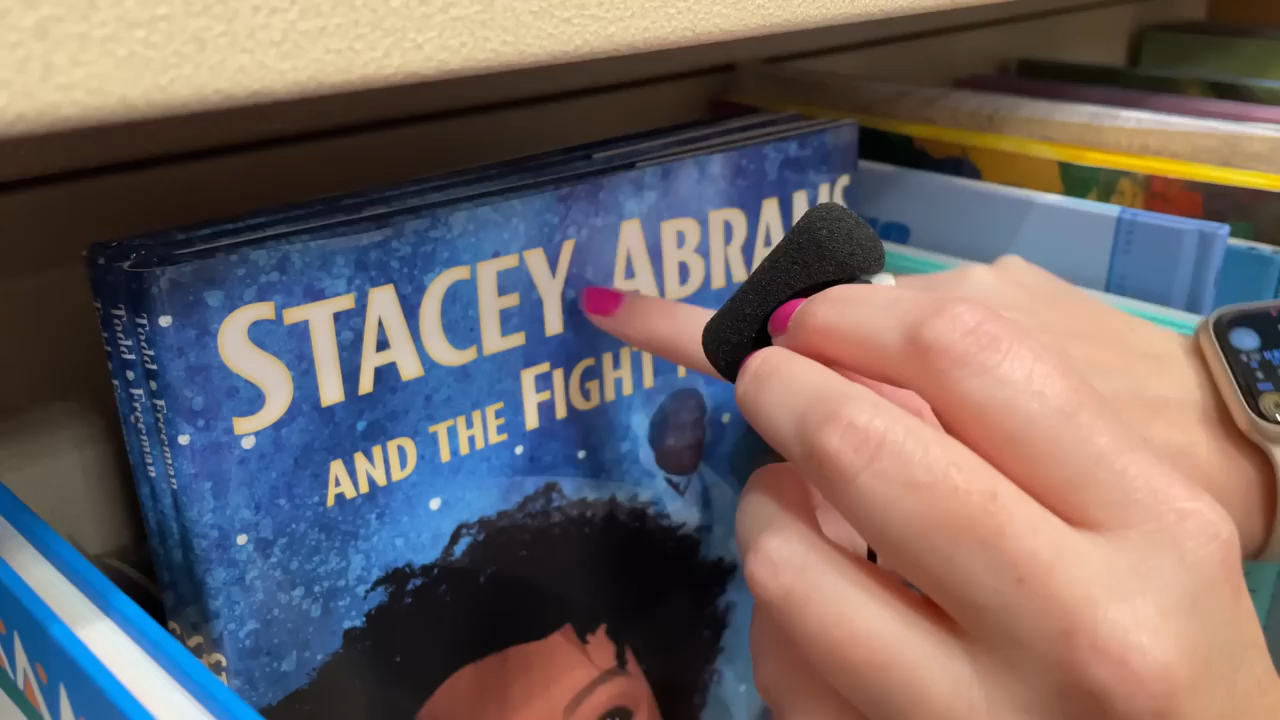 STACEY ABRAMS
AND THE FIGHT
Todd • Freeman
Todd • Freeman